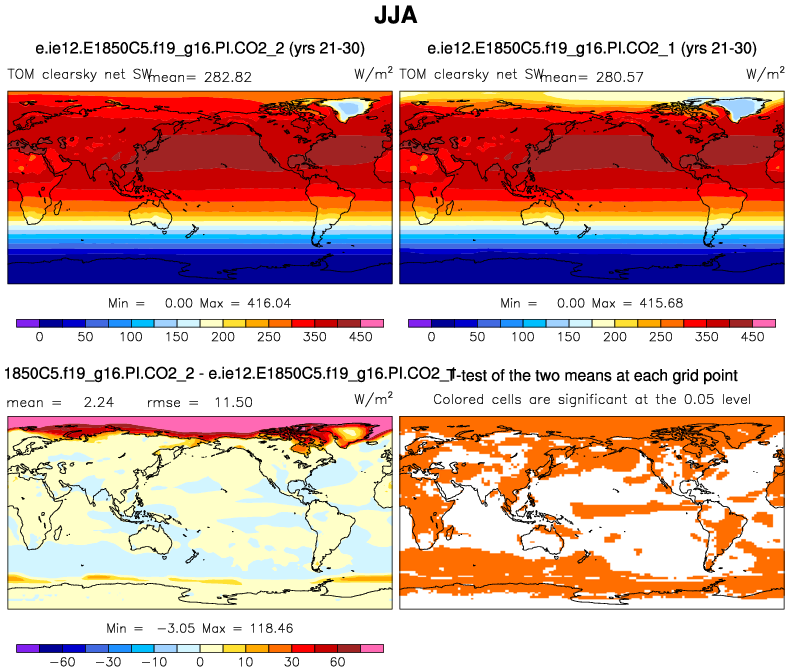 JJA
e.ie12.E1850C5.f19_g16.PI.CO2_2 (yrs 21-30)
e.ie12.E1850C5.f19_g16.PI.CO2_1 (yrs 21-30)
TOM clearsky net SW mean= 282.82 W/m2
TOM clearsky net SW mean= 280.57 W/m2
Min = 0.00 Max = 416.04
Min = 0.00 Max = 415.68
0 50 100 150 200 250 300 350 400 450
0 50 100 150 200 250 300 350 400 450
1850C5.f19_g16.PI.CO2_2 - e.ie12.E1850C5.f19_g16.PI.CO2_1
T-test of the two means at each grid point
mean = 2.24 rmse = 11.50 W/m2
Colored cells are significant at the 0.05 level
Min = -3.05 Max = 118.46
-60 -30 -10 0 10 30 60